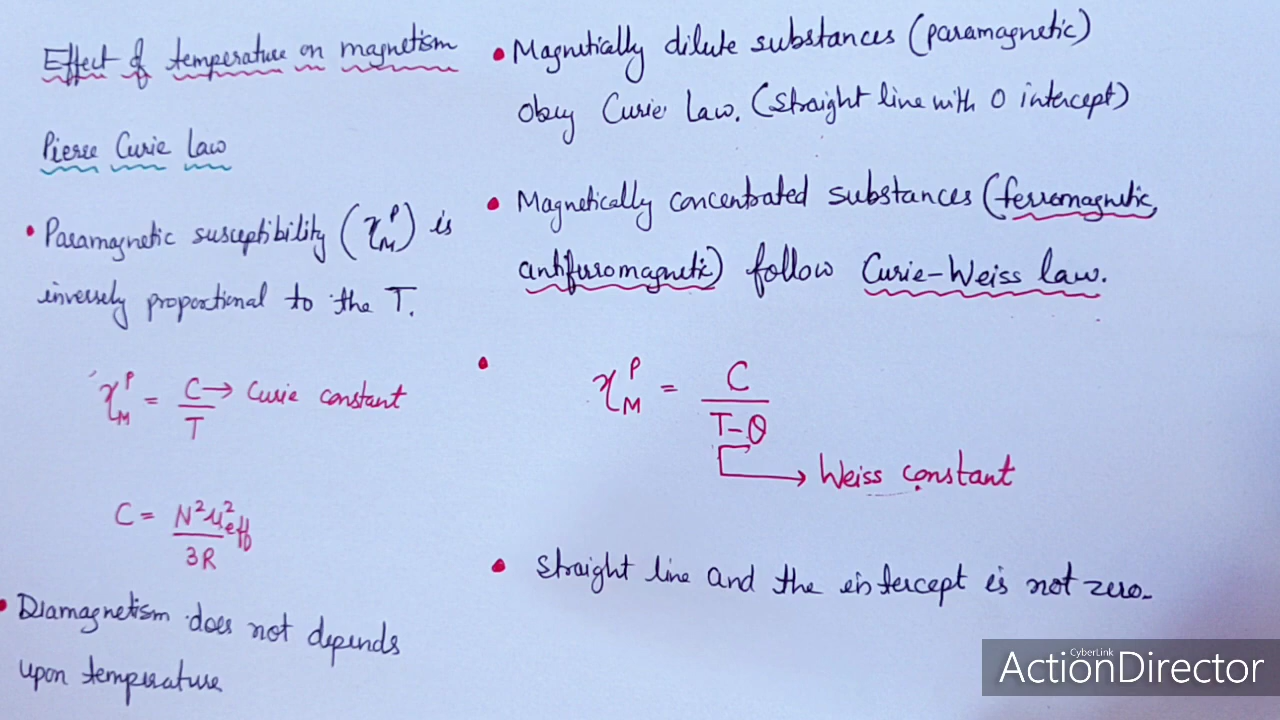 Effect of temperature on magnetism
Pierre Curie Law
• Paramagnetic susceptibility (χ_M^P) is
inversely proportional to the T.
χ_M^P = C/T → Curie constant
C = N²μ²eff / 3R
• Diamagnetism does not depends
upon temperature
• Magnetically dilute substances (paramagnetic)
obey Curie Law. (straight line with 0 intercept)
• Magnetically concentrated substances (ferromagnetic,
antiferromagnetic) follow Curie-Weiss law.
• χ_M^P = C / T-θ
→ Weiss constant
• straight line and the intercept is not zero.
CyberLink
ActionDirector